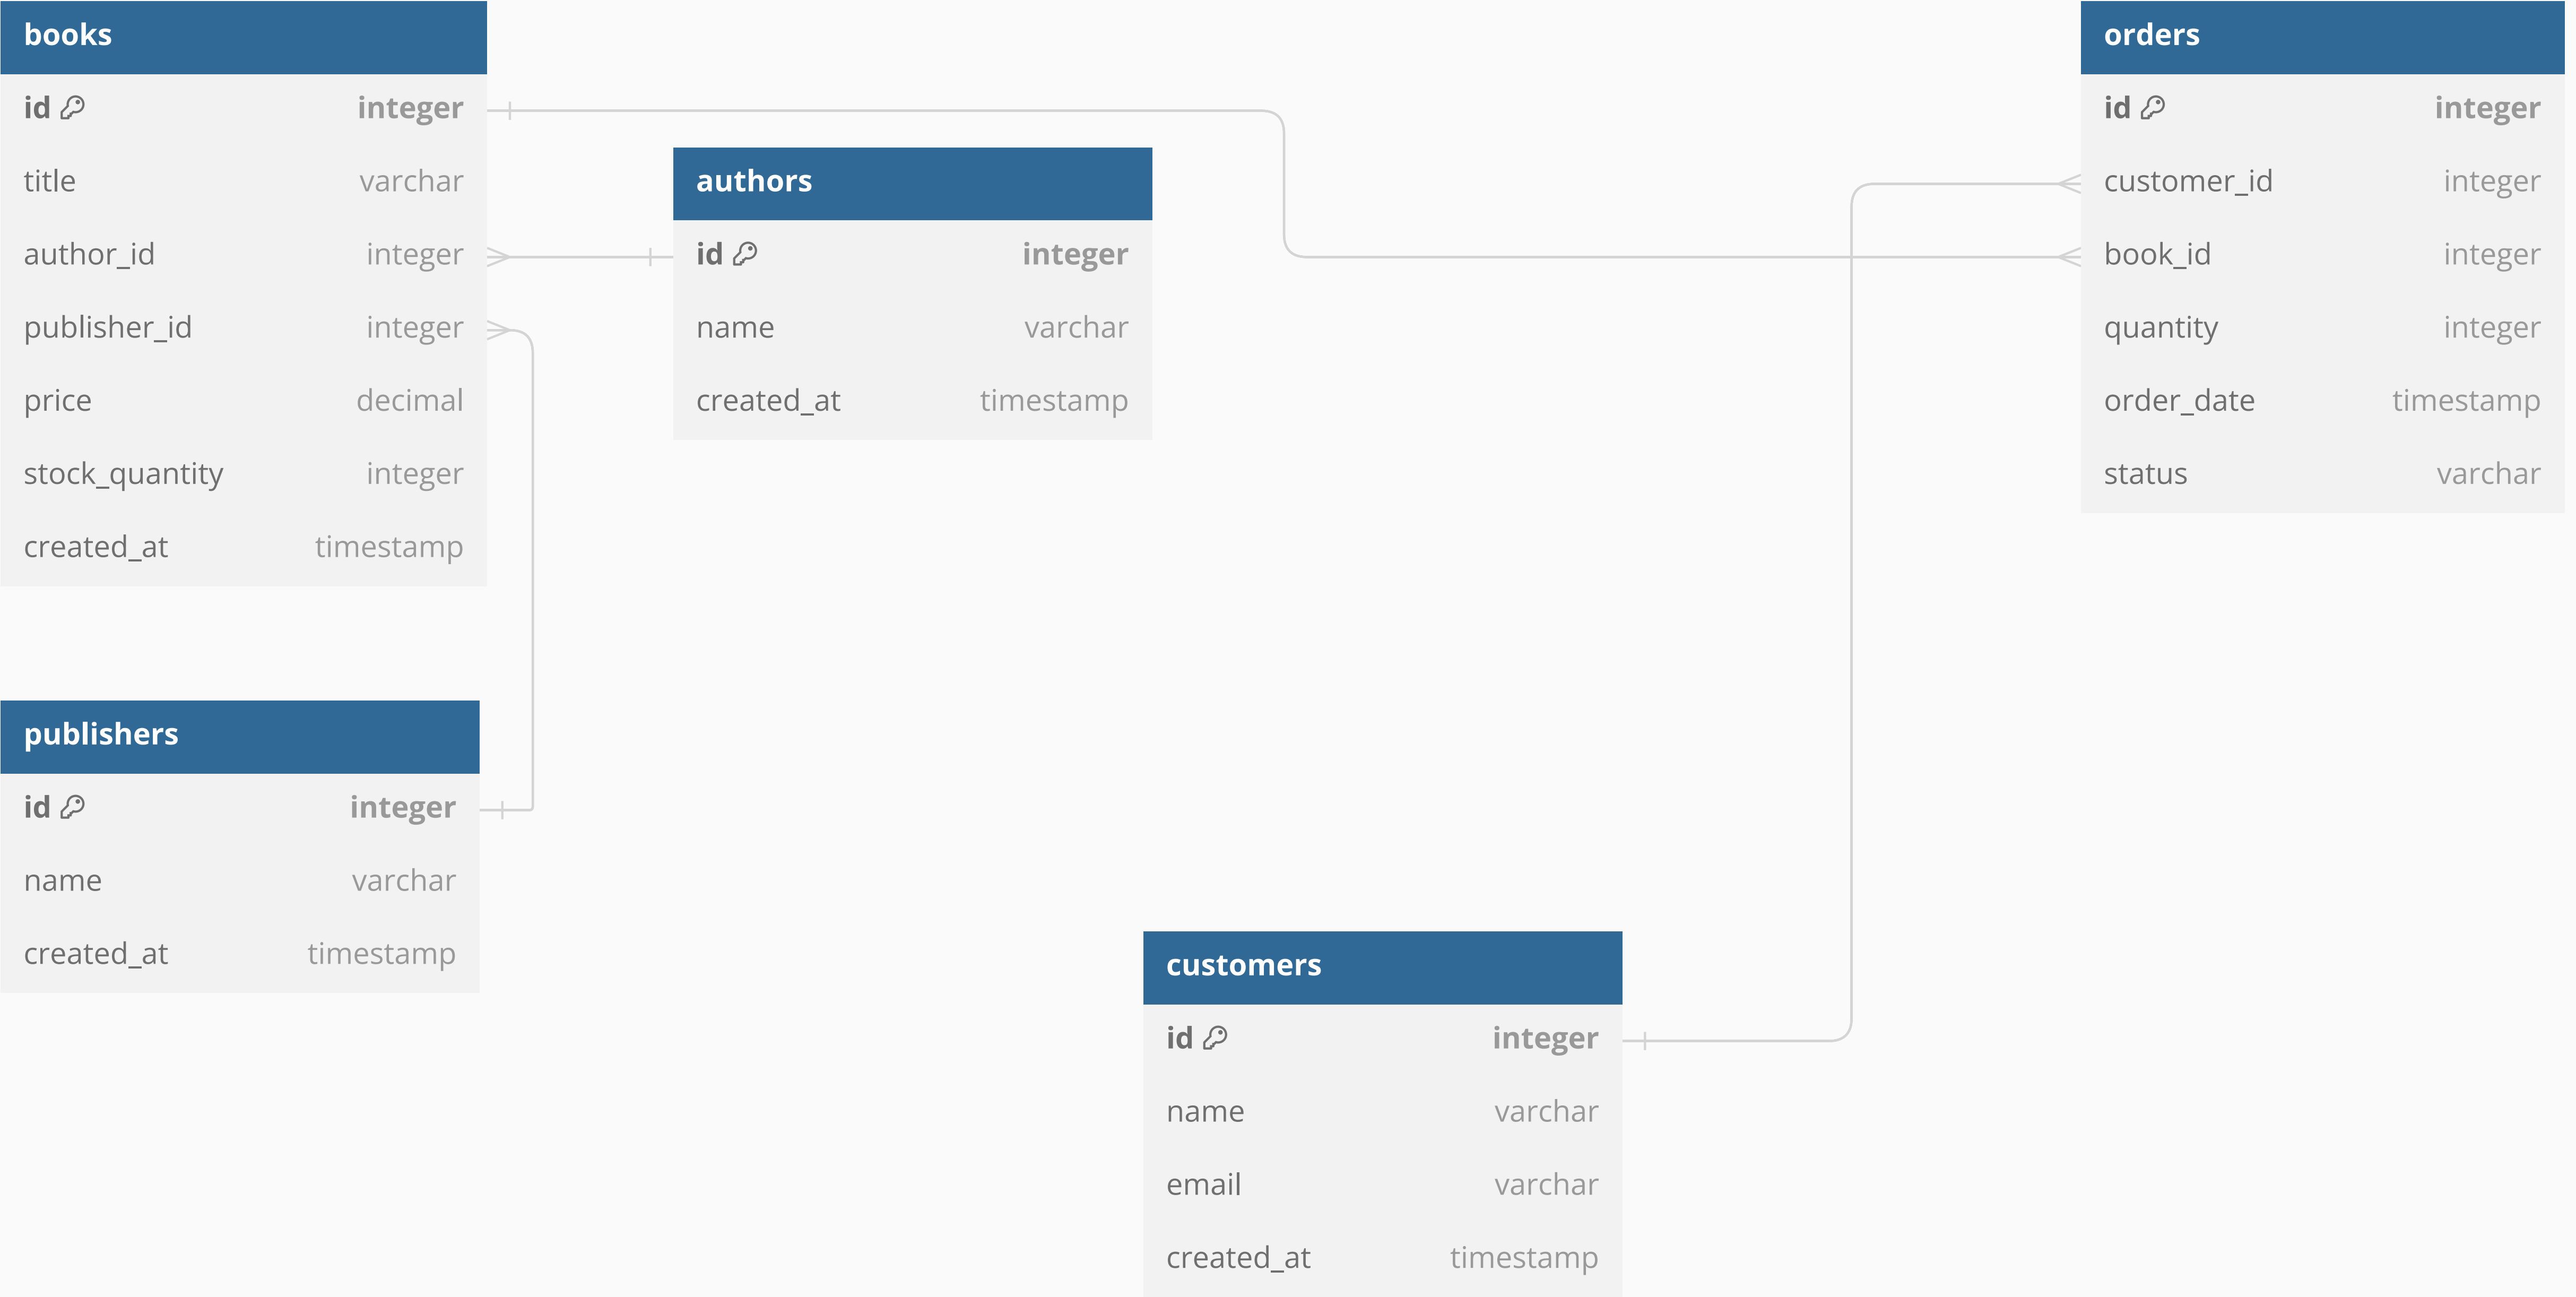 books
id integer
title varchar
author_id integer
publisher_id integer
price decimal
stock_quantity integer
created_at timestamp
authors
id integer
name varchar
created_at timestamp
orders
id integer
customer_id integer
book_id integer
quantity integer
order_date timestamp
status varchar
publishers
id integer
name varchar
created_at timestamp
customers
id integer
name varchar
email varchar
created_at timestamp